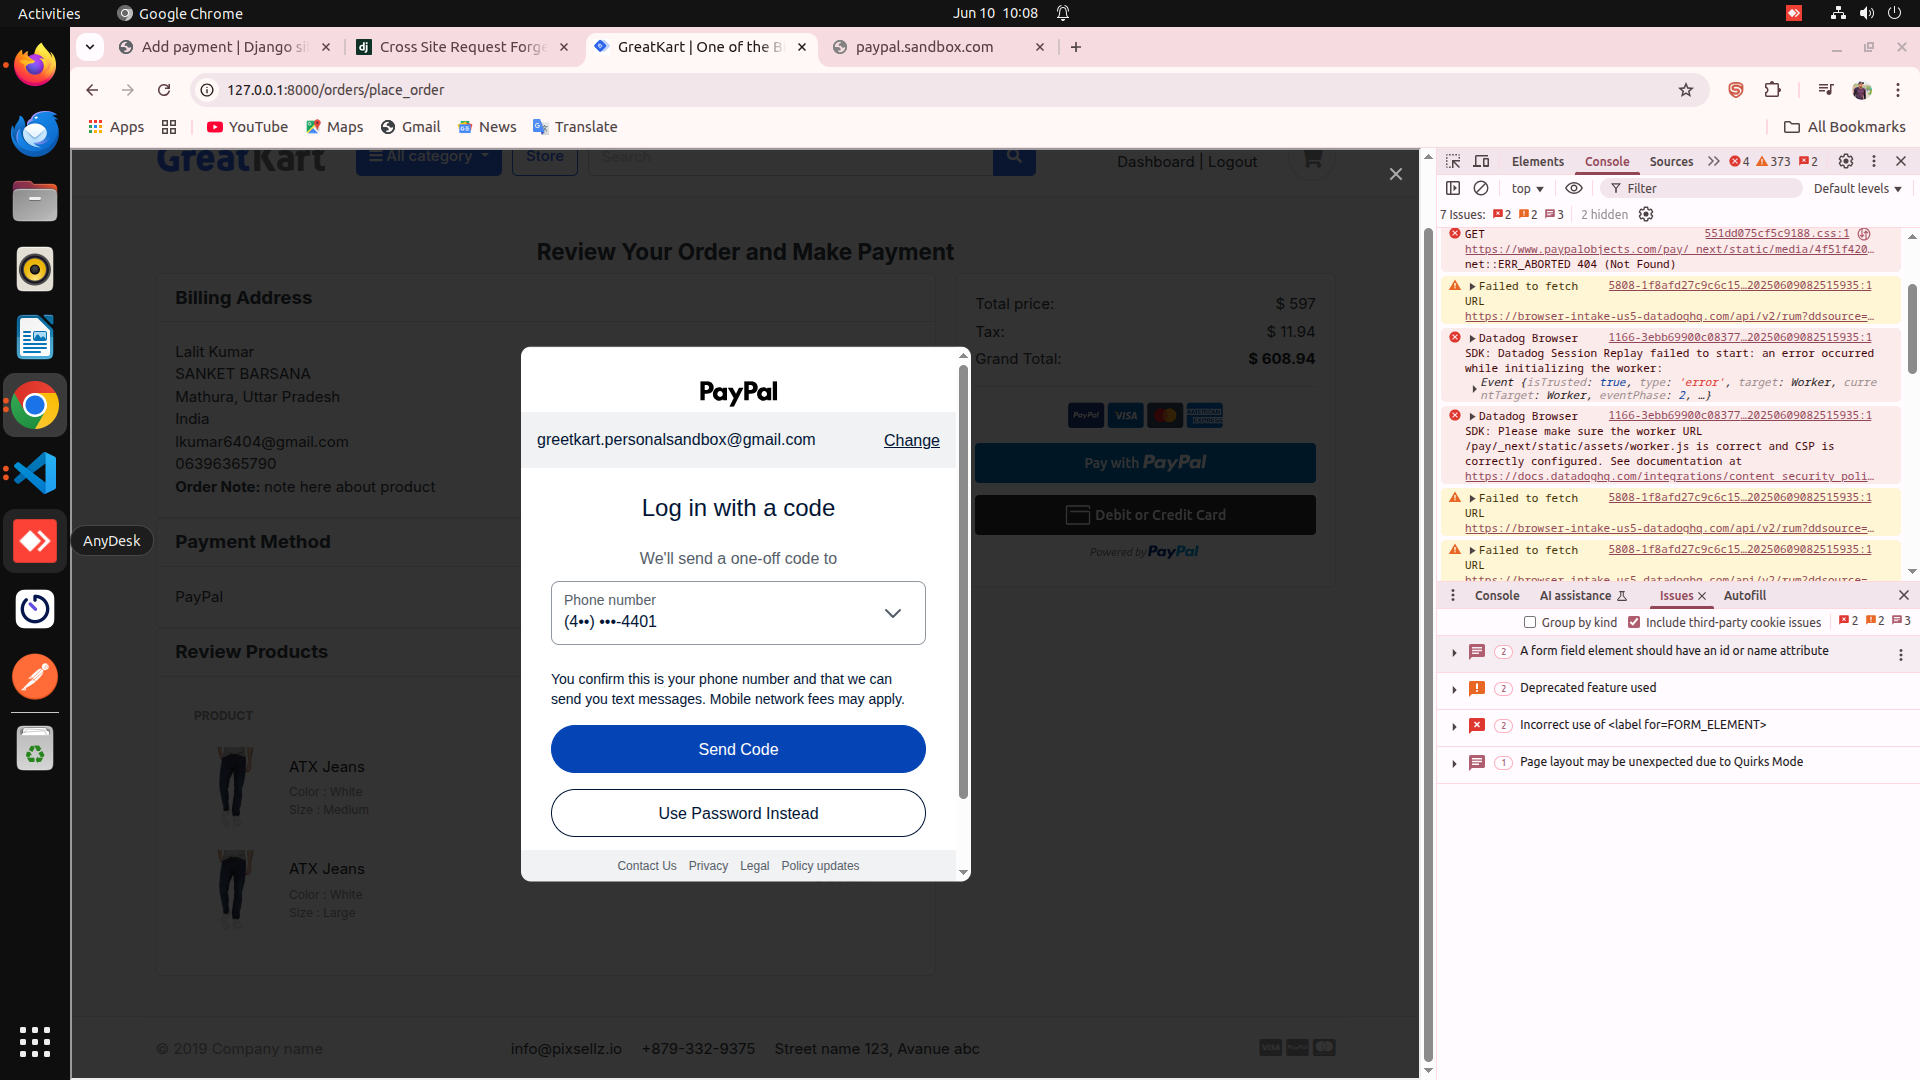 Activities
Google Chrome
Jun 10 10:08
Add payment | Django si
Cross Site Request Forge
GreatKart | One of the B
paypal.sandbox.com
127.0.0.1:8000/orders/place_order
Apps
YouTube
Maps
Gmail
News
Translate
All Bookmarks
GreatKart
All category
Store
Search
Dashboard | Logout
Review Your Order and Make Payment
Billing Address
Lalit Kumar
SANKET BARSANA
Mathura, Uttar Pradesh
India
lkumar6404@gmail.com
06396365790
Order Note: note here about product
Payment Method
PayPal
Review Products
PRODUCT
ATX Jeans
Color : White
Size : Medium
ATX Jeans
Color : White
Size : Large
Total price: $ 597
Tax: $ 11.94
Grand Total: $ 608.94
PayPal VISA
Pay with PayPal
Debit or Credit Card
Powered by PayPal
AnyDesk
PayPal
greetkart.personalsandbox@gmail.com Change
Log in with a code
We'll send a one-off code to
Phone number
(4••) •••-4401
You confirm this is your phone number and that we can
send you text messages. Mobile network fees may apply.
Send Code
Use Password Instead
Contact Us Privacy Legal Policy updates
© 2019 Company name
info@pixsellz.io +879-332-9375 Street name 123, Avanue abc
Elements Console Sources 4 373 2
top Filter Default levels
7 Issues: 2 2 3 2 hidden
GET 551dd075cf5c9188.css:1
https://www.paypalobjects.com/pay/_next/static/media/4f51f420…
net::ERR_ABORTED 404 (Not Found)
Failed to fetch 5808-1f8afd27c9c6c15…20250609082515935:1
URL
https://browser-intake-us5-datadoghq.com/api/v2/rum?ddsource=…
Datadog Browser 1166-3ebb69900c08377…20250609082515935:1
SDK: Datadog Session Replay failed to start: an error occurred
while initializing the worker:
Event {isTrusted: true, type: 'error', target: Worker, curre
ntTarget: Worker, eventPhase: 2, …}
Datadog Browser 1166-3ebb69900c08377…20250609082515935:1
SDK: Please make sure the worker URL
/pay/_next/static/assets/worker.js is correct and CSP is
correctly configured. See documentation at
https://docs.datadoghq.com/integrations/content_security_poli…
Failed to fetch 5808-1f8afd27c9c6c15…20250609082515935:1
URL
https://browser-intake-us5-datadoghq.com/api/v2/rum?ddsource=…
Failed to fetch 5808-1f8afd27c9c6c15…20250609082515935:1
URL
https://browser-intake-us5-datadoghq.com/api/v2/rum?ddsource=…
Console AI assistance Issues Autofill
Group by kind Include third-party cookie issues 2 2 3
2 A form field element should have an id or name attribute
2 Deprecated feature used
2 Incorrect use of <label for=FORM_ELEMENT>
1 Page layout may be unexpected due to Quirks Mode